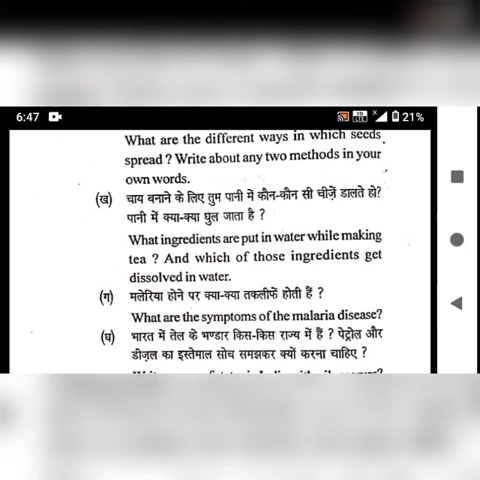 6:47
21%
What are the different ways in which seeds
spread ? Write about any two methods in your
own words.
(ख) चाय बनाने के लिए तुम पानी में कौन-कौन सी चीज़ें डालते हो?
पानी में क्या-क्या घुल जाता है ?
What ingredients are put in water while making
tea ? And which of those ingredients get
dissolved in water.
(ग) मलेरिया होने पर क्या-क्या तकलीफें होती हैं ?
What are the symptoms of the malaria disease?
(घ) भारत में तेल के भण्डार किस-किस राज्य में हैं ? पेट्रोल और
डीज़ल का इस्तेमाल सोच समझकर क्यों करना चाहिए ?